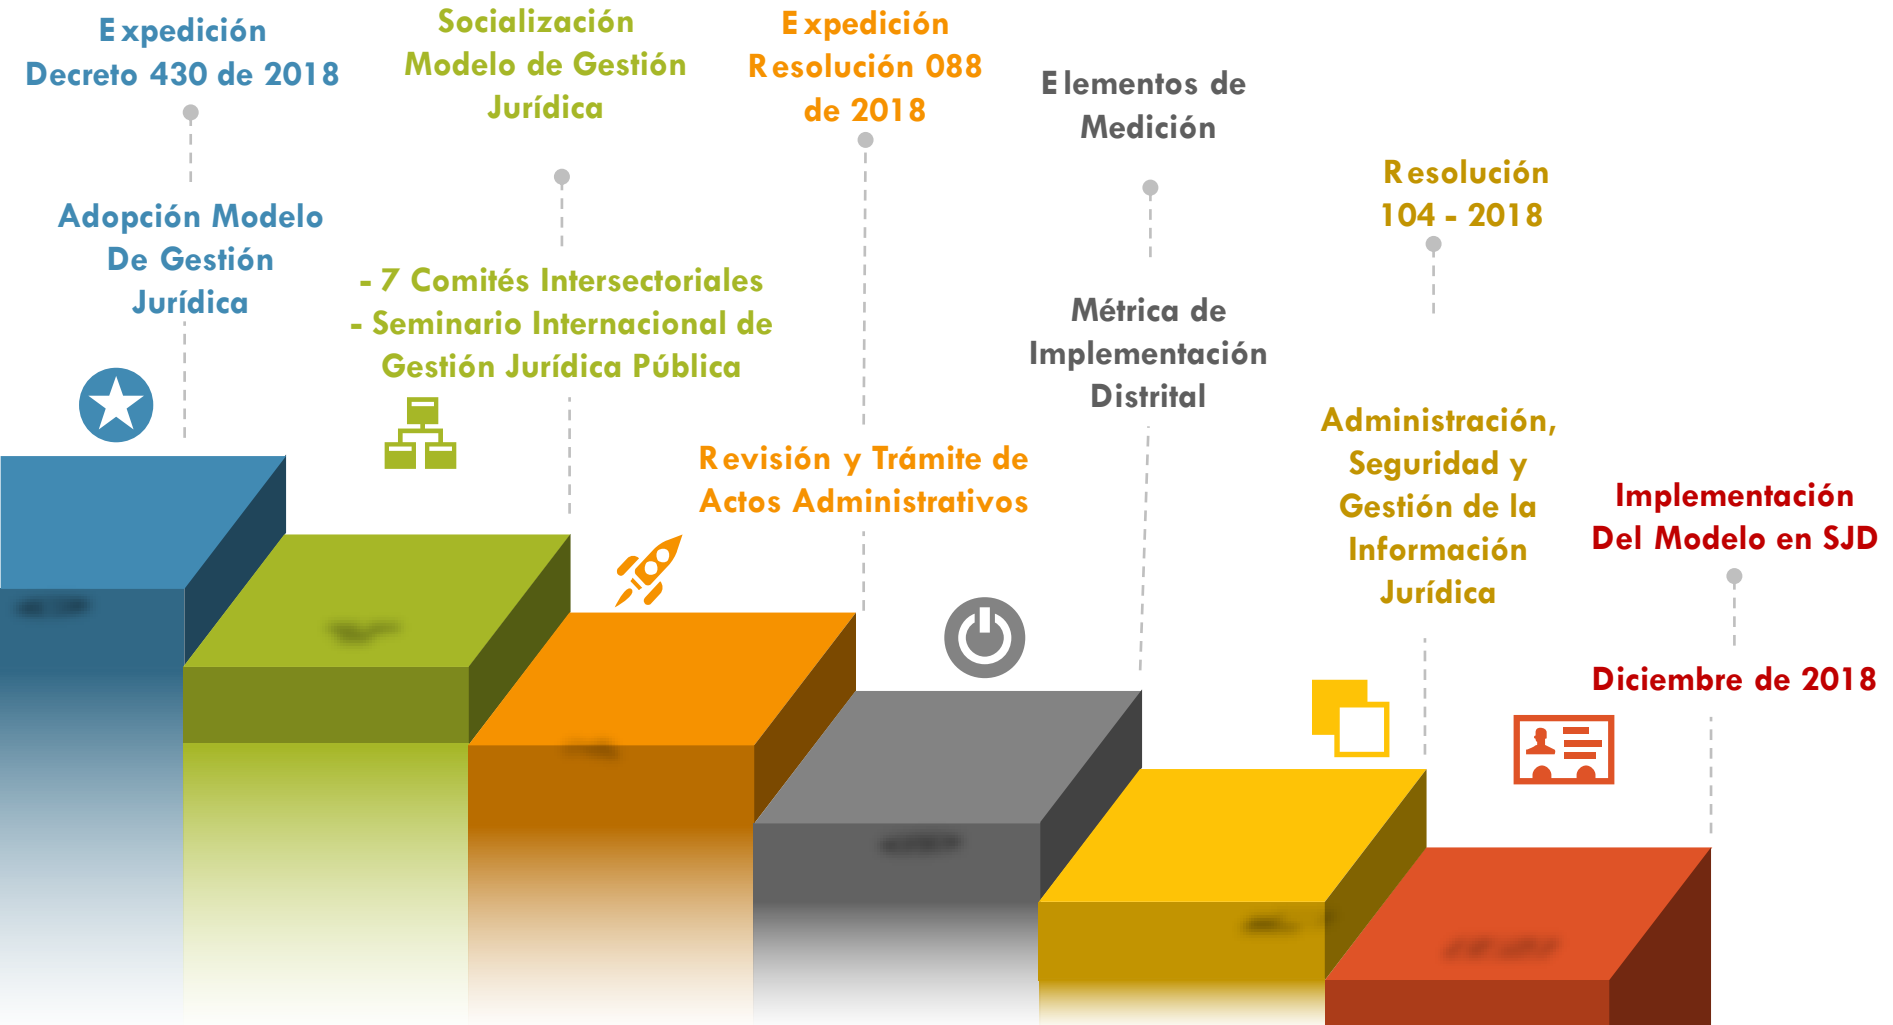 Expedición
Decreto 430 de 2018
Adopción Modelo
De Gestión
Jurídica
Socialización
Modelo de Gestión
Jurídica
- 7 Comités Intersectoriales
- Seminario Internacional de
Gestión Jurídica Pública
Expedición
Resolución 088
de 2018
Revisión y Trámite de
Actos Administrativos
Elementos de
Medición
Métrica de
Implementación
Distrital
Resolución
104 - 2018
Administración,
Seguridad y
Gestión de la
Información
Jurídica
Implementación
Del Modelo en SJD
Diciembre de 2018